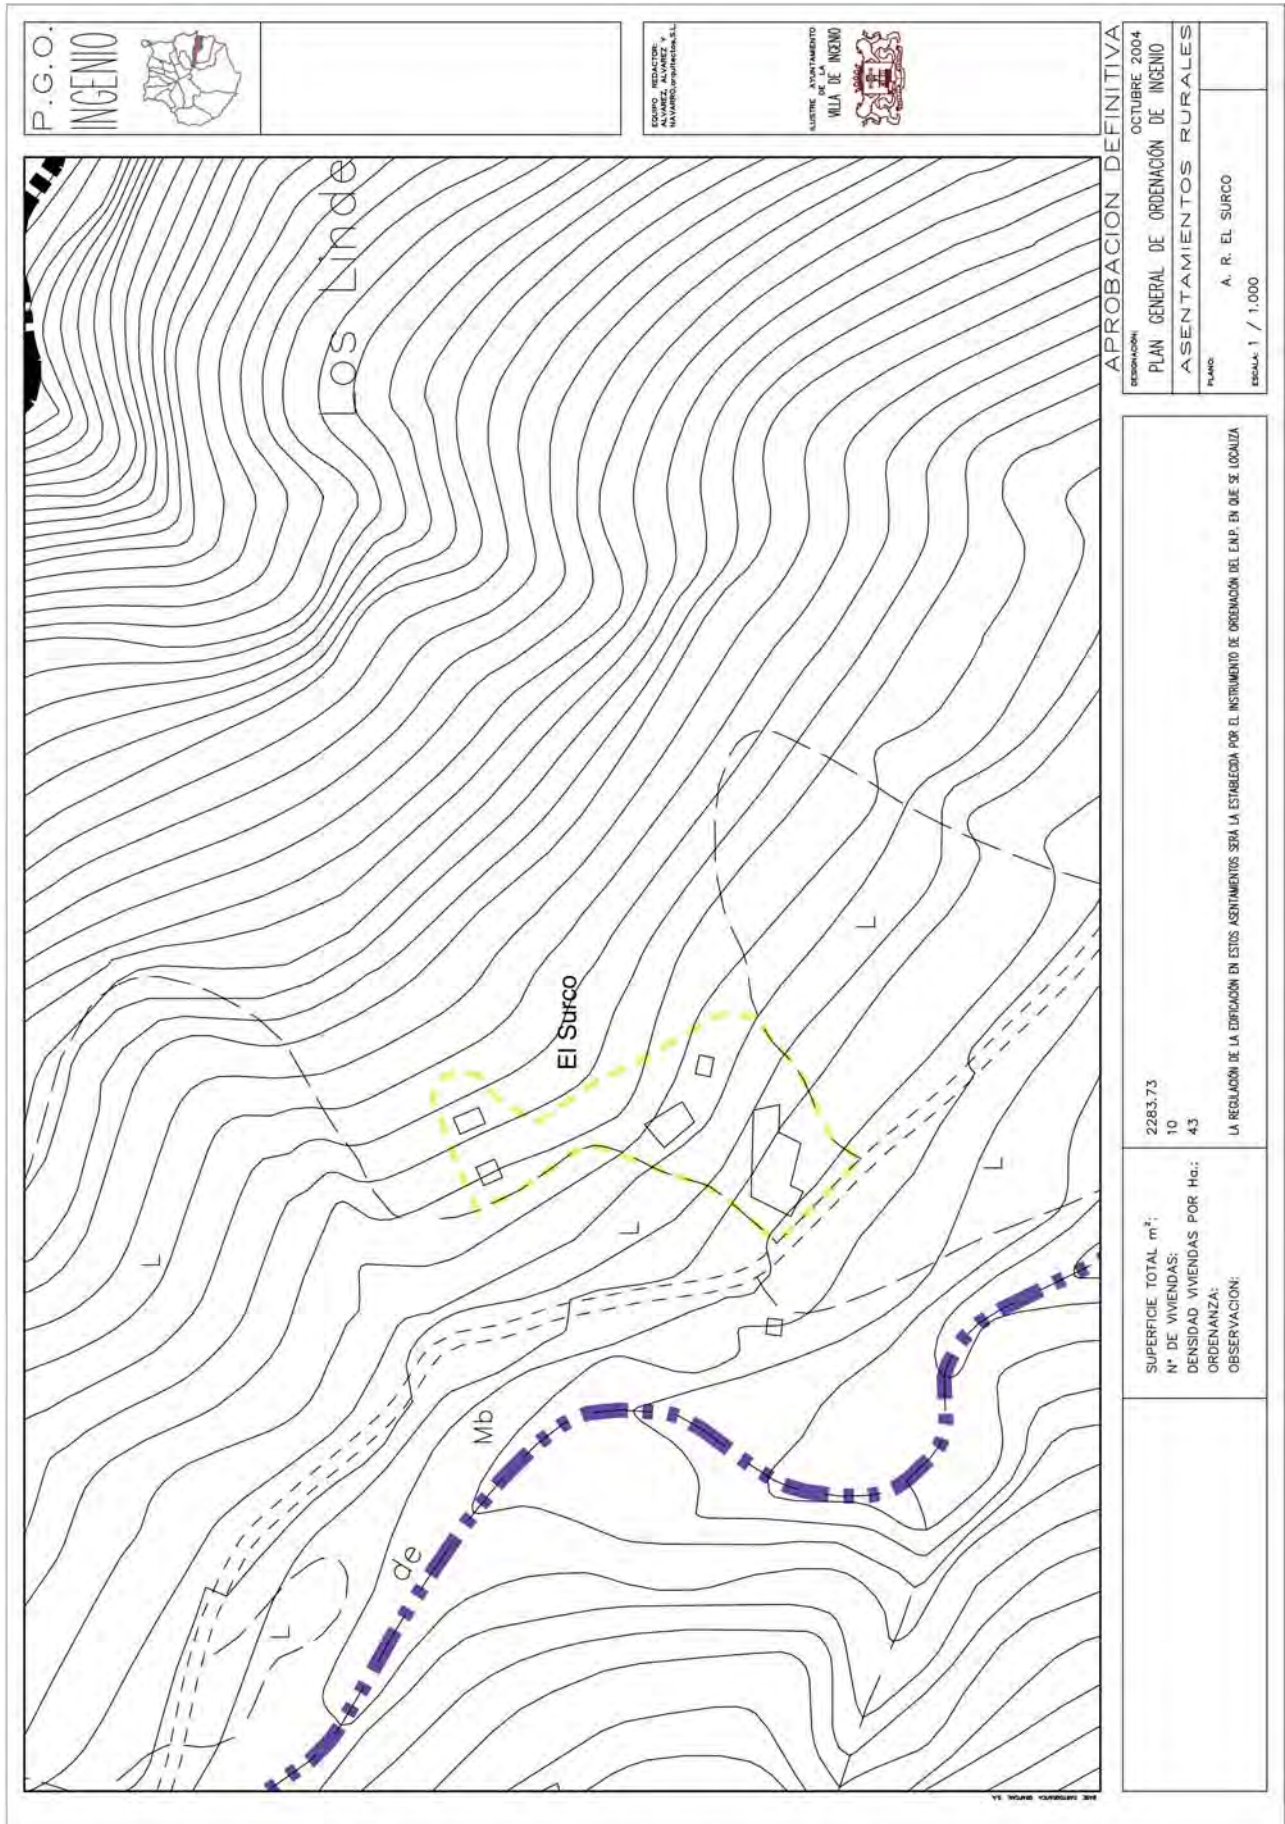 P.G.O.
INGENIO
EQUIPO REDACTOR:
ALVAREZ, ALVAREZ Y
NAVARRO,arquitectos,S.L.
ILUSTRE AYUNTAMIENTO
DE LA
VILLA DE INGENIO
Los Linde
El Surco
L
L
L
L
L
Mb
de
APROBACION DEFINITIVA
DESIGNACIÓN: OCTUBRE 2004
PLAN GENERAL DE ORDENACIÓN DE INGENIO
ASENTAMIENTOS RURALES
PLANO:
A. R. EL SURCO
ESCALA: 1 / 1.000
SUPERFICIE TOTAL m²: 2283.73
Nº DE VIVIENDAS: 10
DENSIDAD VIVIENDAS POR Ha.: 43
ORDENANZA:
OBSERVACION: LA REGULACIÓN DE LA EDIFICACIÓN EN ESTOS ASENTAMIENTOS SERÁ LA ESTABLECIDA POR EL INSTRUMENTO DE ORDENACIÓN DEL E.N.P. EN QUE SE LOCALIZA